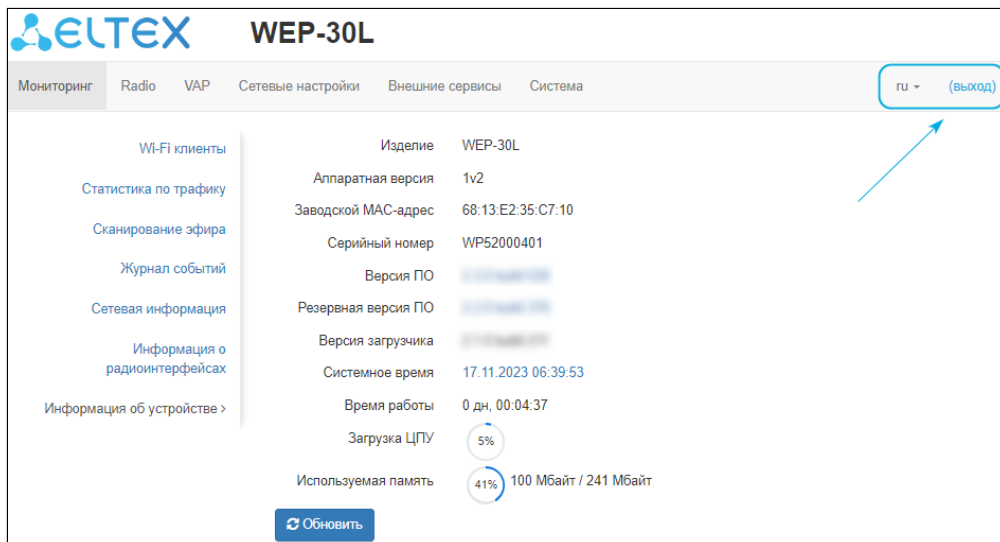 ELTEX WEP-30L
Мониторинг Radio VAP Сетевые настройки Внешние сервисы Система ru (выход)
Wi-Fi клиенты
Статистика по трафику
Сканирование эфира
Журнал событий
Сетевая информация
Информация о
радиоинтерфейсах
Информация об устройстве >
Изделие WEP-30L
Аппаратная версия 1v2
Заводской MAC-адрес 68:13:E2:35:C7:10
Серийный номер WP52000401
Версия ПО
Резервная версия ПО
Версия загрузчика
Системное время 17.11.2023 06:39:53
Время работы 0 дн, 00:04:37
Загрузка ЦПУ 5%
Используемая память 41% 100 Мбайт / 241 Мбайт
Обновить